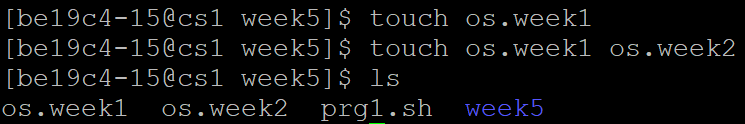 [be19c4-15@cs1 week5]$ touch os.week1
[be19c4-15@cs1 week5]$ touch os.week1 os.week2
[be19c4-15@cs1 week5]$ ls
os.week1  os.week2  prg1.sh  week5